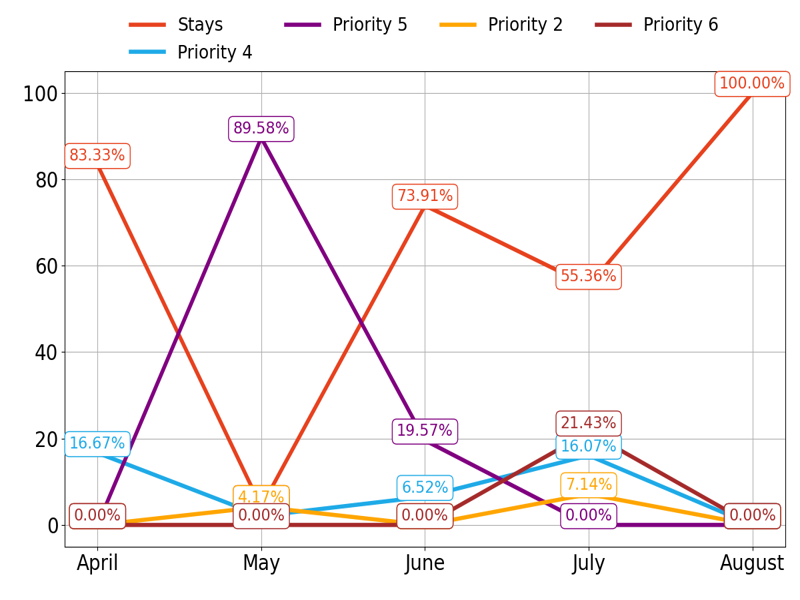 Stays Priority 5 Priority 2 Priority 6
Priority 4
100 100.00%
89.58%
83.33%
80
73.91%
60 55.36%
40
21.43%
20 16.67% 19.57% 16.07%
6.52% 7.14%
4.17%
0 0.00% 0.00% 0.00% 0.00% 0.00%
April May June July August